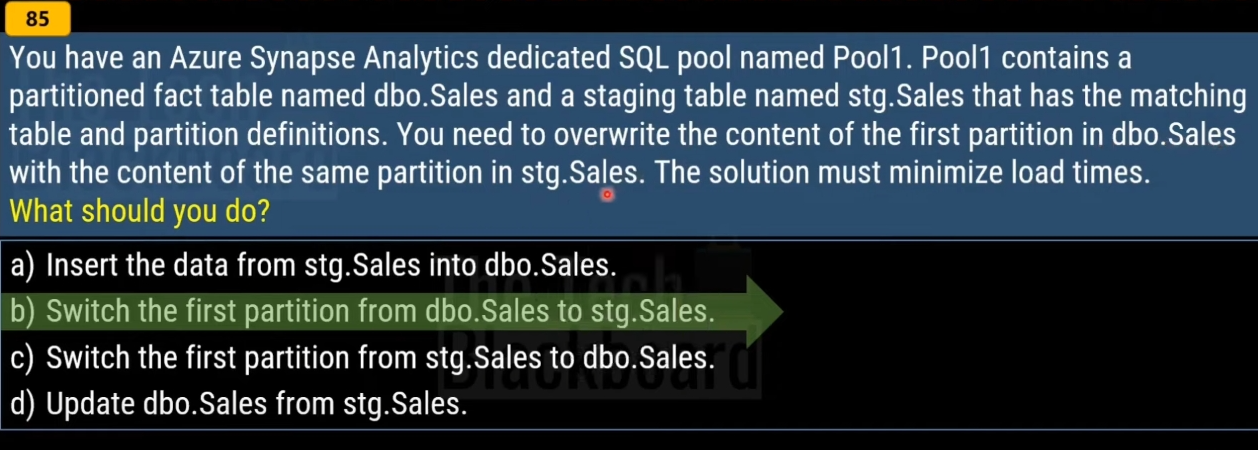 85
You have an Azure Synapse Analytics dedicated SQL pool named Pool1. Pool1 contains a
partitioned fact table named dbo.Sales and a staging table named stg.Sales that has the matching
table and partition definitions. You need to overwrite the content of the first partition in dbo.Sales
with the content of the same partition in stg.Sales. The solution must minimize load times.
What should you do?
a) Insert the data from stg.Sales into dbo.Sales.
b) Switch the first partition from dbo.Sales to stg.Sales.
c) Switch the first partition from stg.Sales to dbo.Sales.
d) Update dbo.Sales from stg.Sales.
The Tech
Blackboard